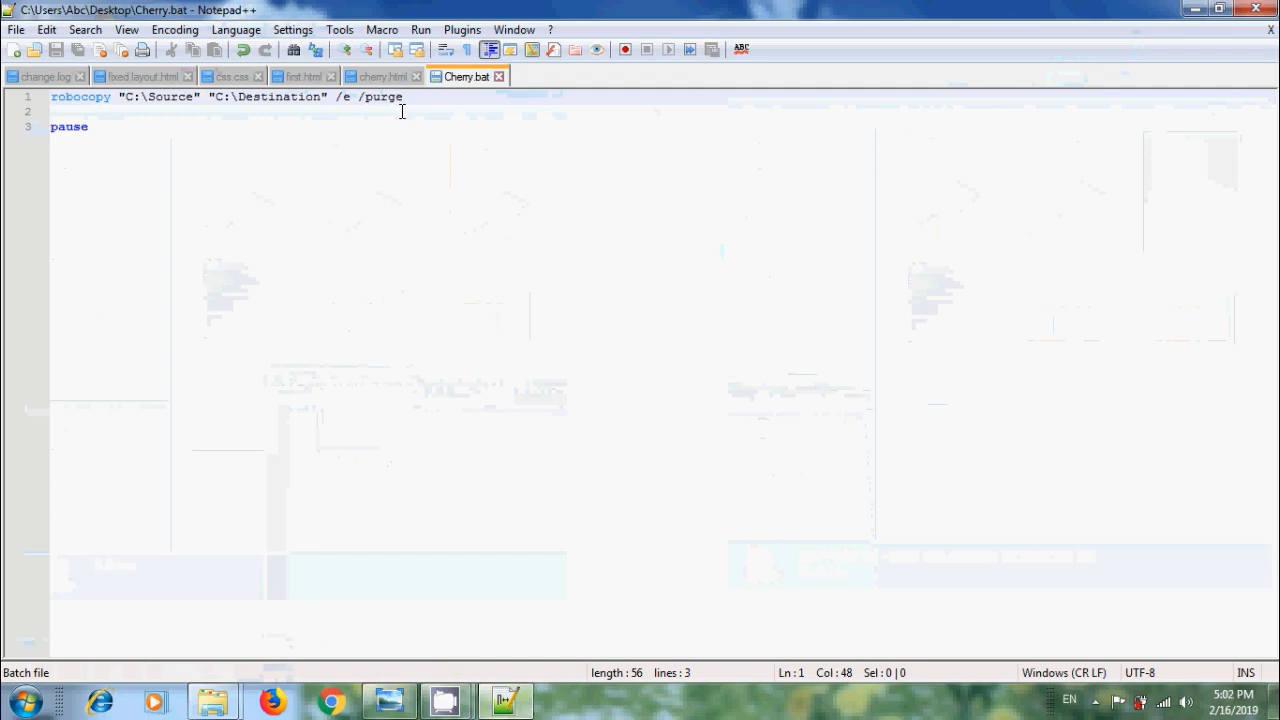 C:\Users\Abc\Desktop\Cherry.bat - Notepad++
File Edit Search View Encoding Language Settings Tools Macro Run Plugins Window ? X
ABC
change.log fixed layout.html css.css first.html cherry.html Cherry.bat
1 robocopy "C:\Source" "C:\Destination" /e /purge
2
3 pause
Batch file length : 56 lines : 3 Ln : 1 Col : 48 Sel : 0 | 0 Windows (CR LF) UTF-8 INS
EN 5:02 PM
2/16/2019